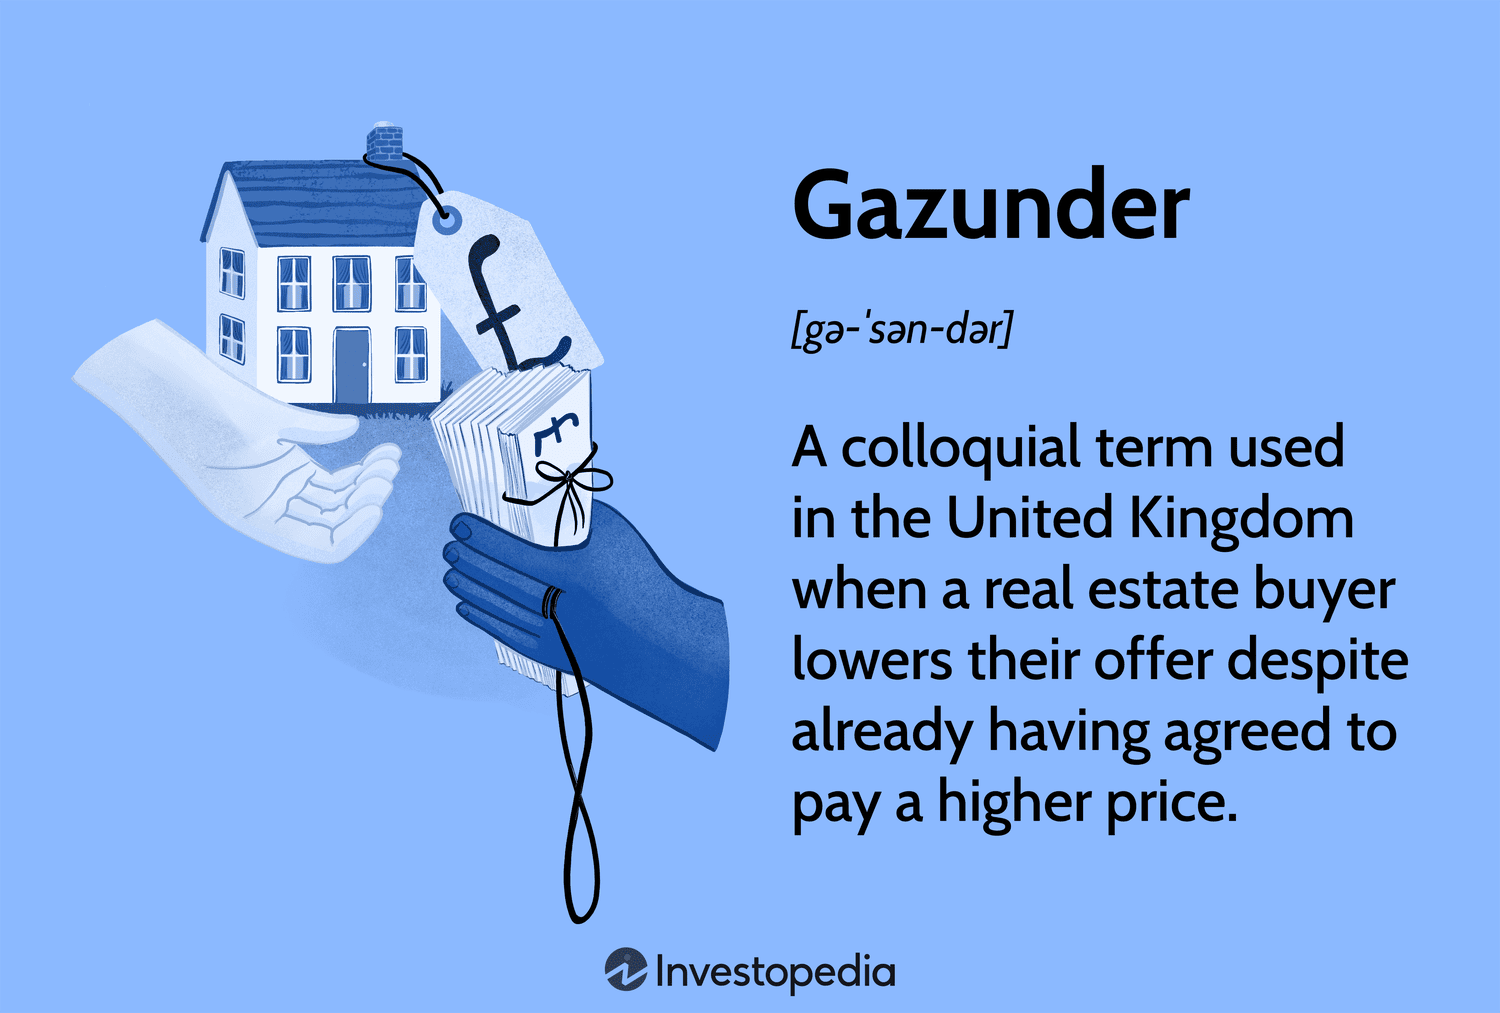 £
£
Gazunder
[gə-ˈsən-dər]
A colloquial term used
in the United Kingdom
when a real estate buyer
lowers their offer despite
already having agreed to
pay a higher price.
Investopedia